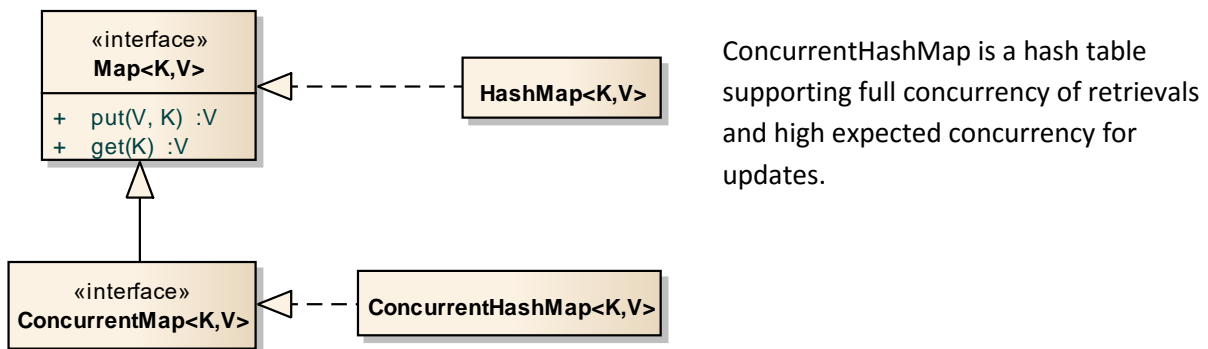 «interface»
Map<K,V>
+ put(V, K) :V
+ get(K) :V
HashMap<K,V>
ConcurrentHashMap is a hash table
supporting full concurrency of retrievals
and high expected concurrency for
updates.
«interface»
ConcurrentMap<K,V>
ConcurrentHashMap<K,V>